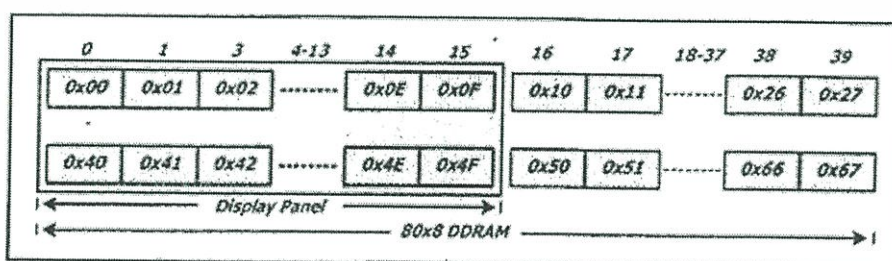 0 1 3 4-13 14 15 16 17 18-37 38 39
0x00 0x01 0x02 0x0E 0x0F 0x10 0x11 0x26 0x27
0x40 0x41 0x42 0x4E 0x4F 0x50 0x51 0x66 0x67
Display Panel
80x8 DDRAM